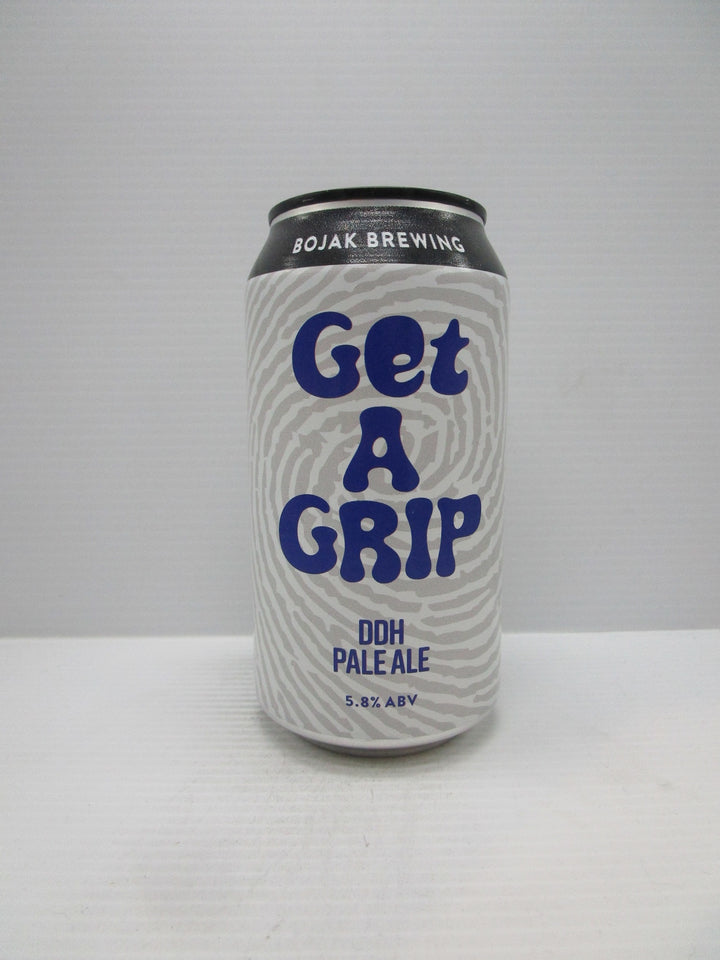 BOJAK BREWING
Get
A
GRIP
DDH
PALE ALE
5.8% ABV